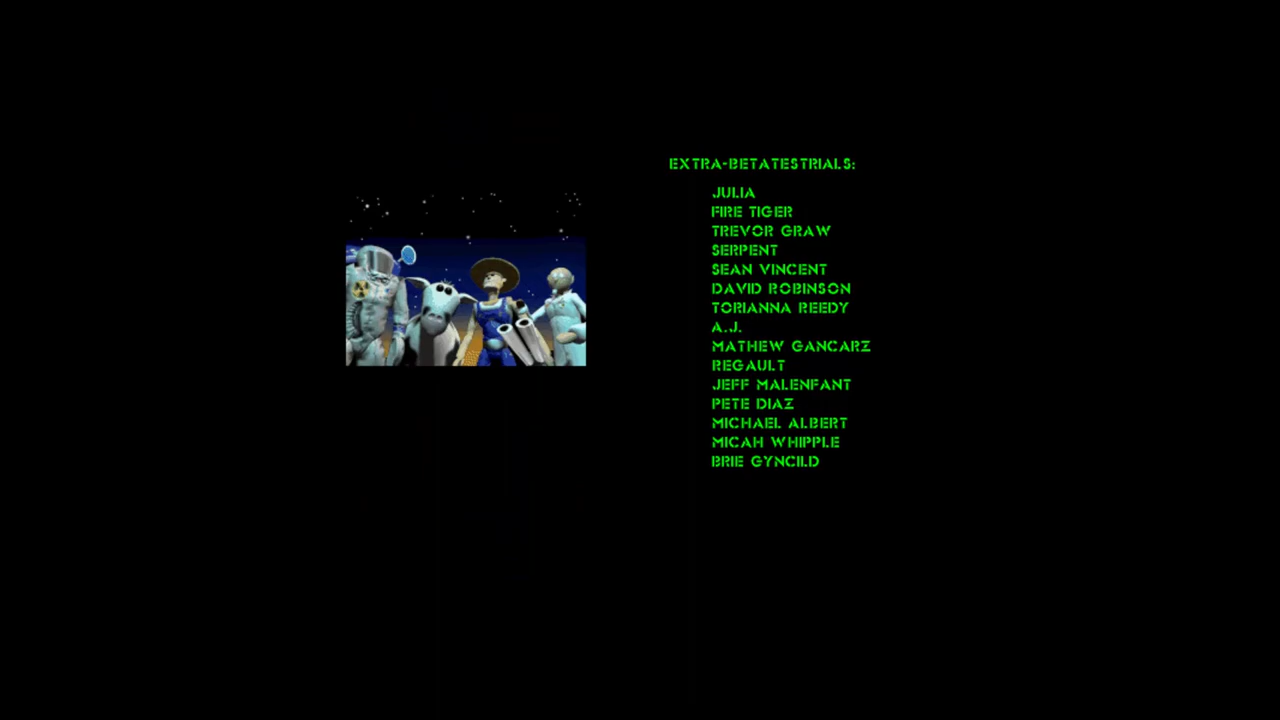 EXTRA-BETATESTRIALS:
JULIA
FIRE TIGER
TREVOR GRAW
SERPENT
SEAN VINCENT
DAVID ROBINSON
TORIANNA REEDY
A.J.
MATHEW GANCARZ
REGAULT
JEFF MALENFANT
PETE DIAZ
MICHAEL ALBERT
MICAH WHIPPLE
BRIE GYNCILD